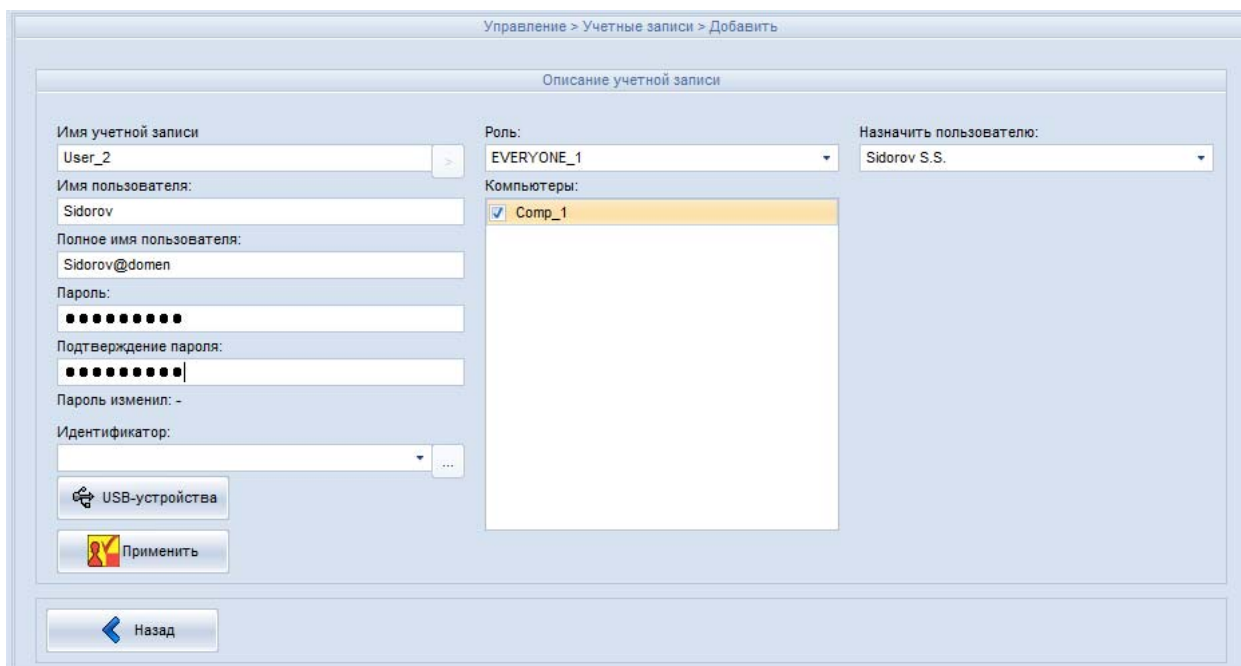 Управление > Учетные записи > Добавить
Описание учетной записи
Имя учетной записи
User_2
>
Имя пользователя:
Sidorov
Полное имя пользователя:
Sidorov@domen
Пароль:
●●●●●●●●●
Подтверждение пароля:
●●●●●●●●●
Пароль изменил: -
Идентификатор:
...
USB-устройства
Применить
Роль:
EVERYONE_1
Компьютеры:
Comp_1
Назначить пользователю:
Sidorov S.S.
Назад